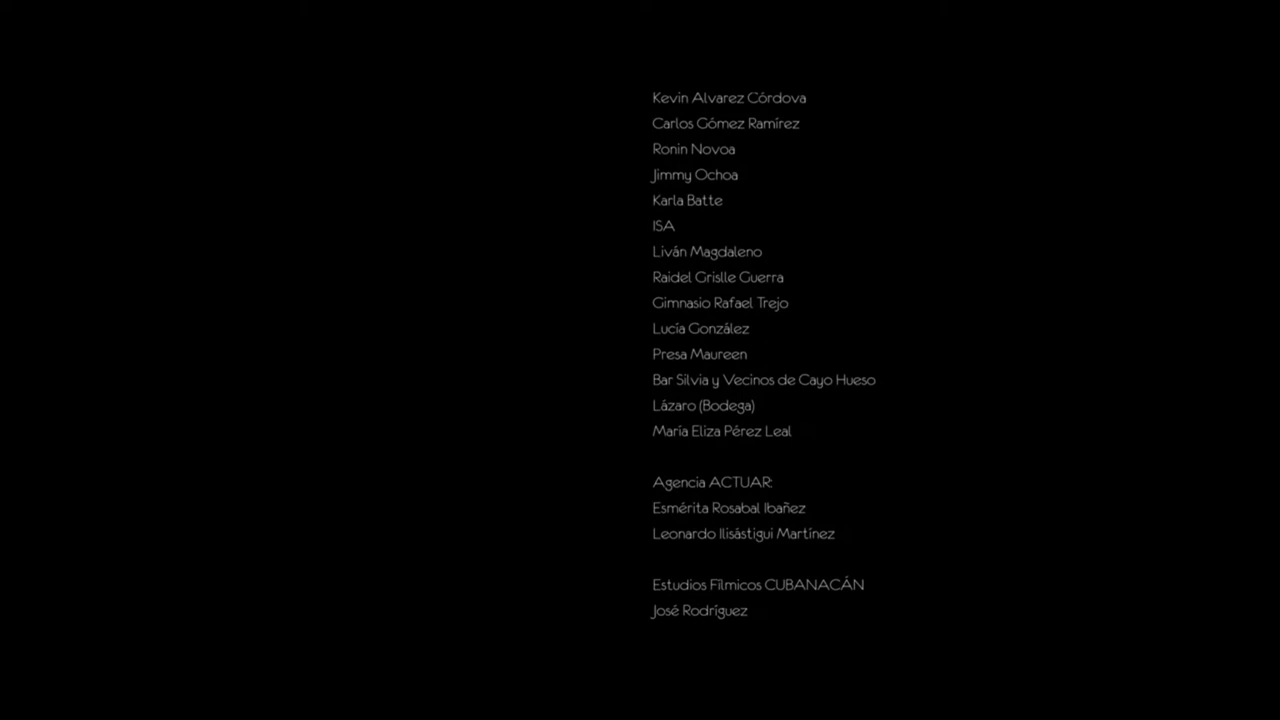 Kevin Alvarez Córdova
Carlos Gómez Ramírez
Ronin Novoa
Jimmy Ochoa
Karla Batte
ISA
Liván Magdaleno
Raidel Grislle Guerra
Gimnasio Rafael Trejo
Lucía González
Presa Maureen
Bar Silvia y Vecinos de Cayo Hueso
Lázaro (Bodega)
María Eliza Pérez Leal
Agencia ACTUAR:
Esmérita Rosabal Ibañez
Leonardo Ilisástigui Martínez
Estudios Fílmicos CUBANACÁN
José Rodríguez